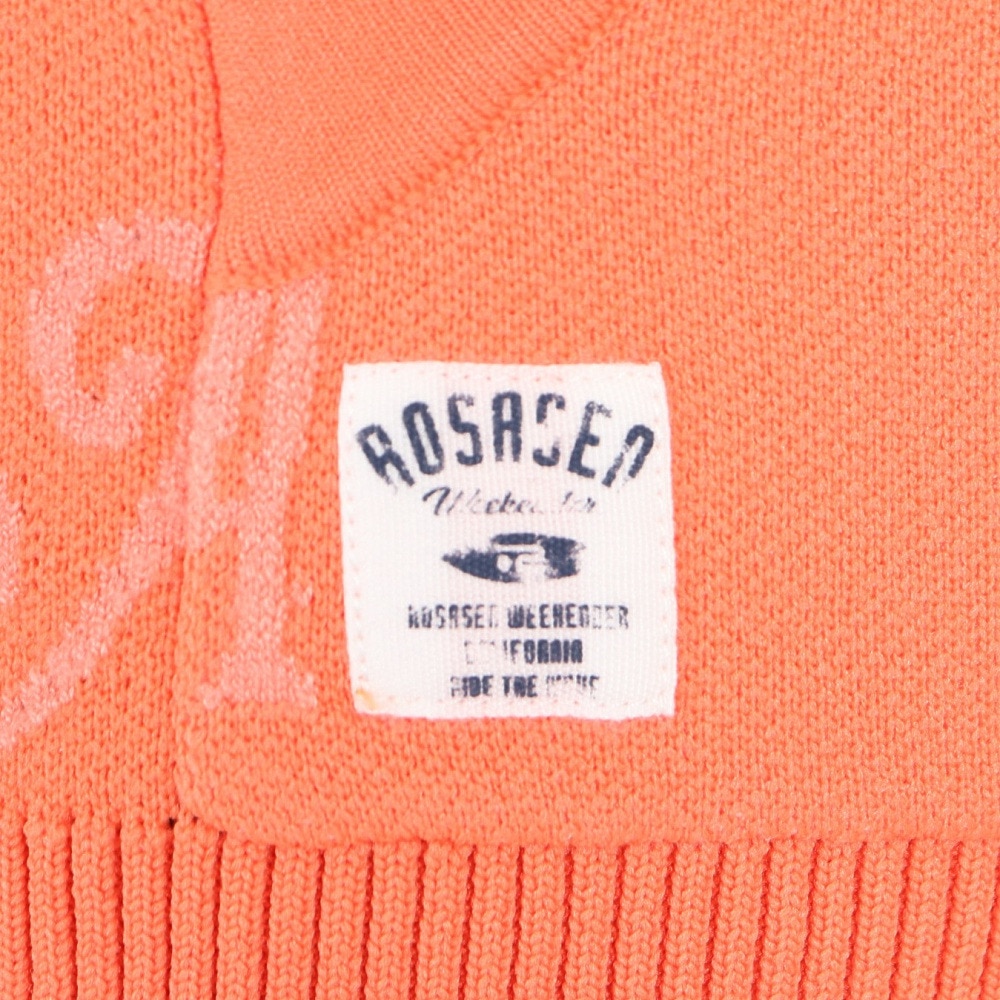 ROSASEN
Weekender
ROSASEN WEEKENDER
CALIFORNIA
RIDE THE WAVE